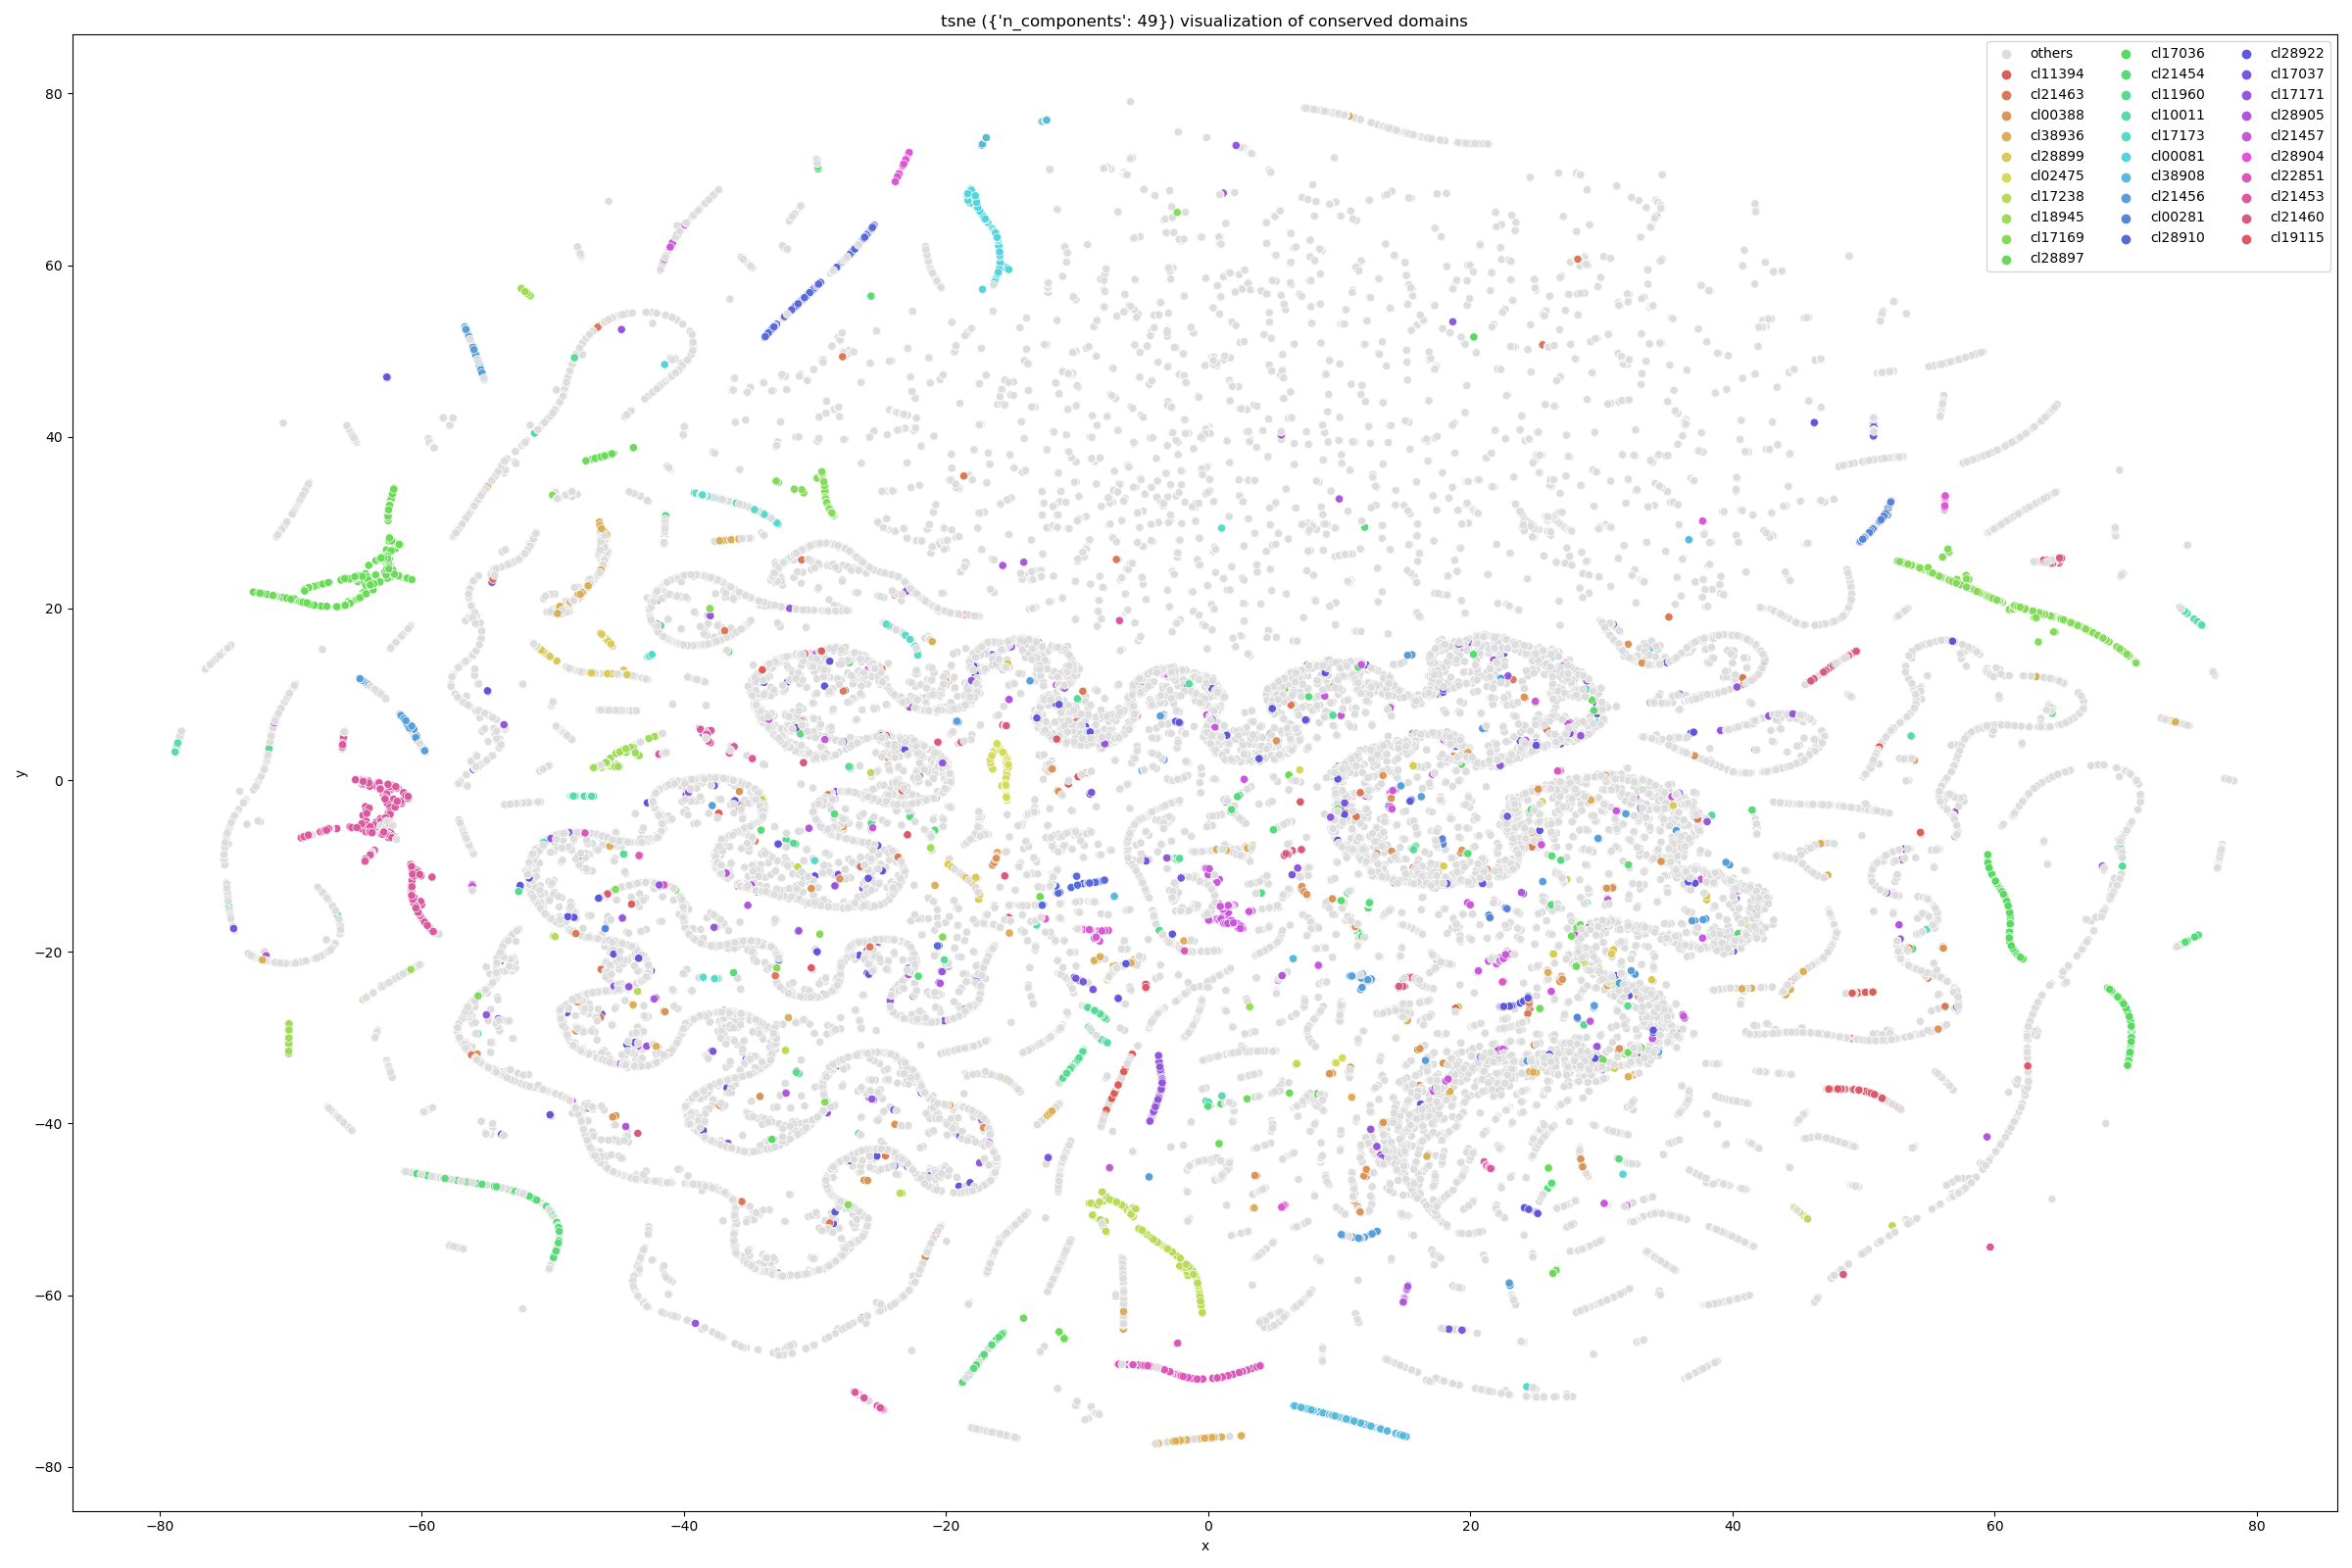 tsne ({'n_components': 49}) visualization of conserved domains
others
cl11394
cl21463
cl00388
cl38936
cl28899
cl02475
cl17238
cl18945
cl17169
cl28897
cl17036
cl21454
cl11960
cl10011
cl17173
cl00081
cl38908
cl21456
cl00281
cl28910
cl28922
cl17037
cl17171
cl28905
cl21457
cl28904
cl22851
cl21453
cl21460
cl19115
80
60
40
20
0
−20
−40
−60
−80
y
−80 −60 −40 −20 0 20 40 60 80
x